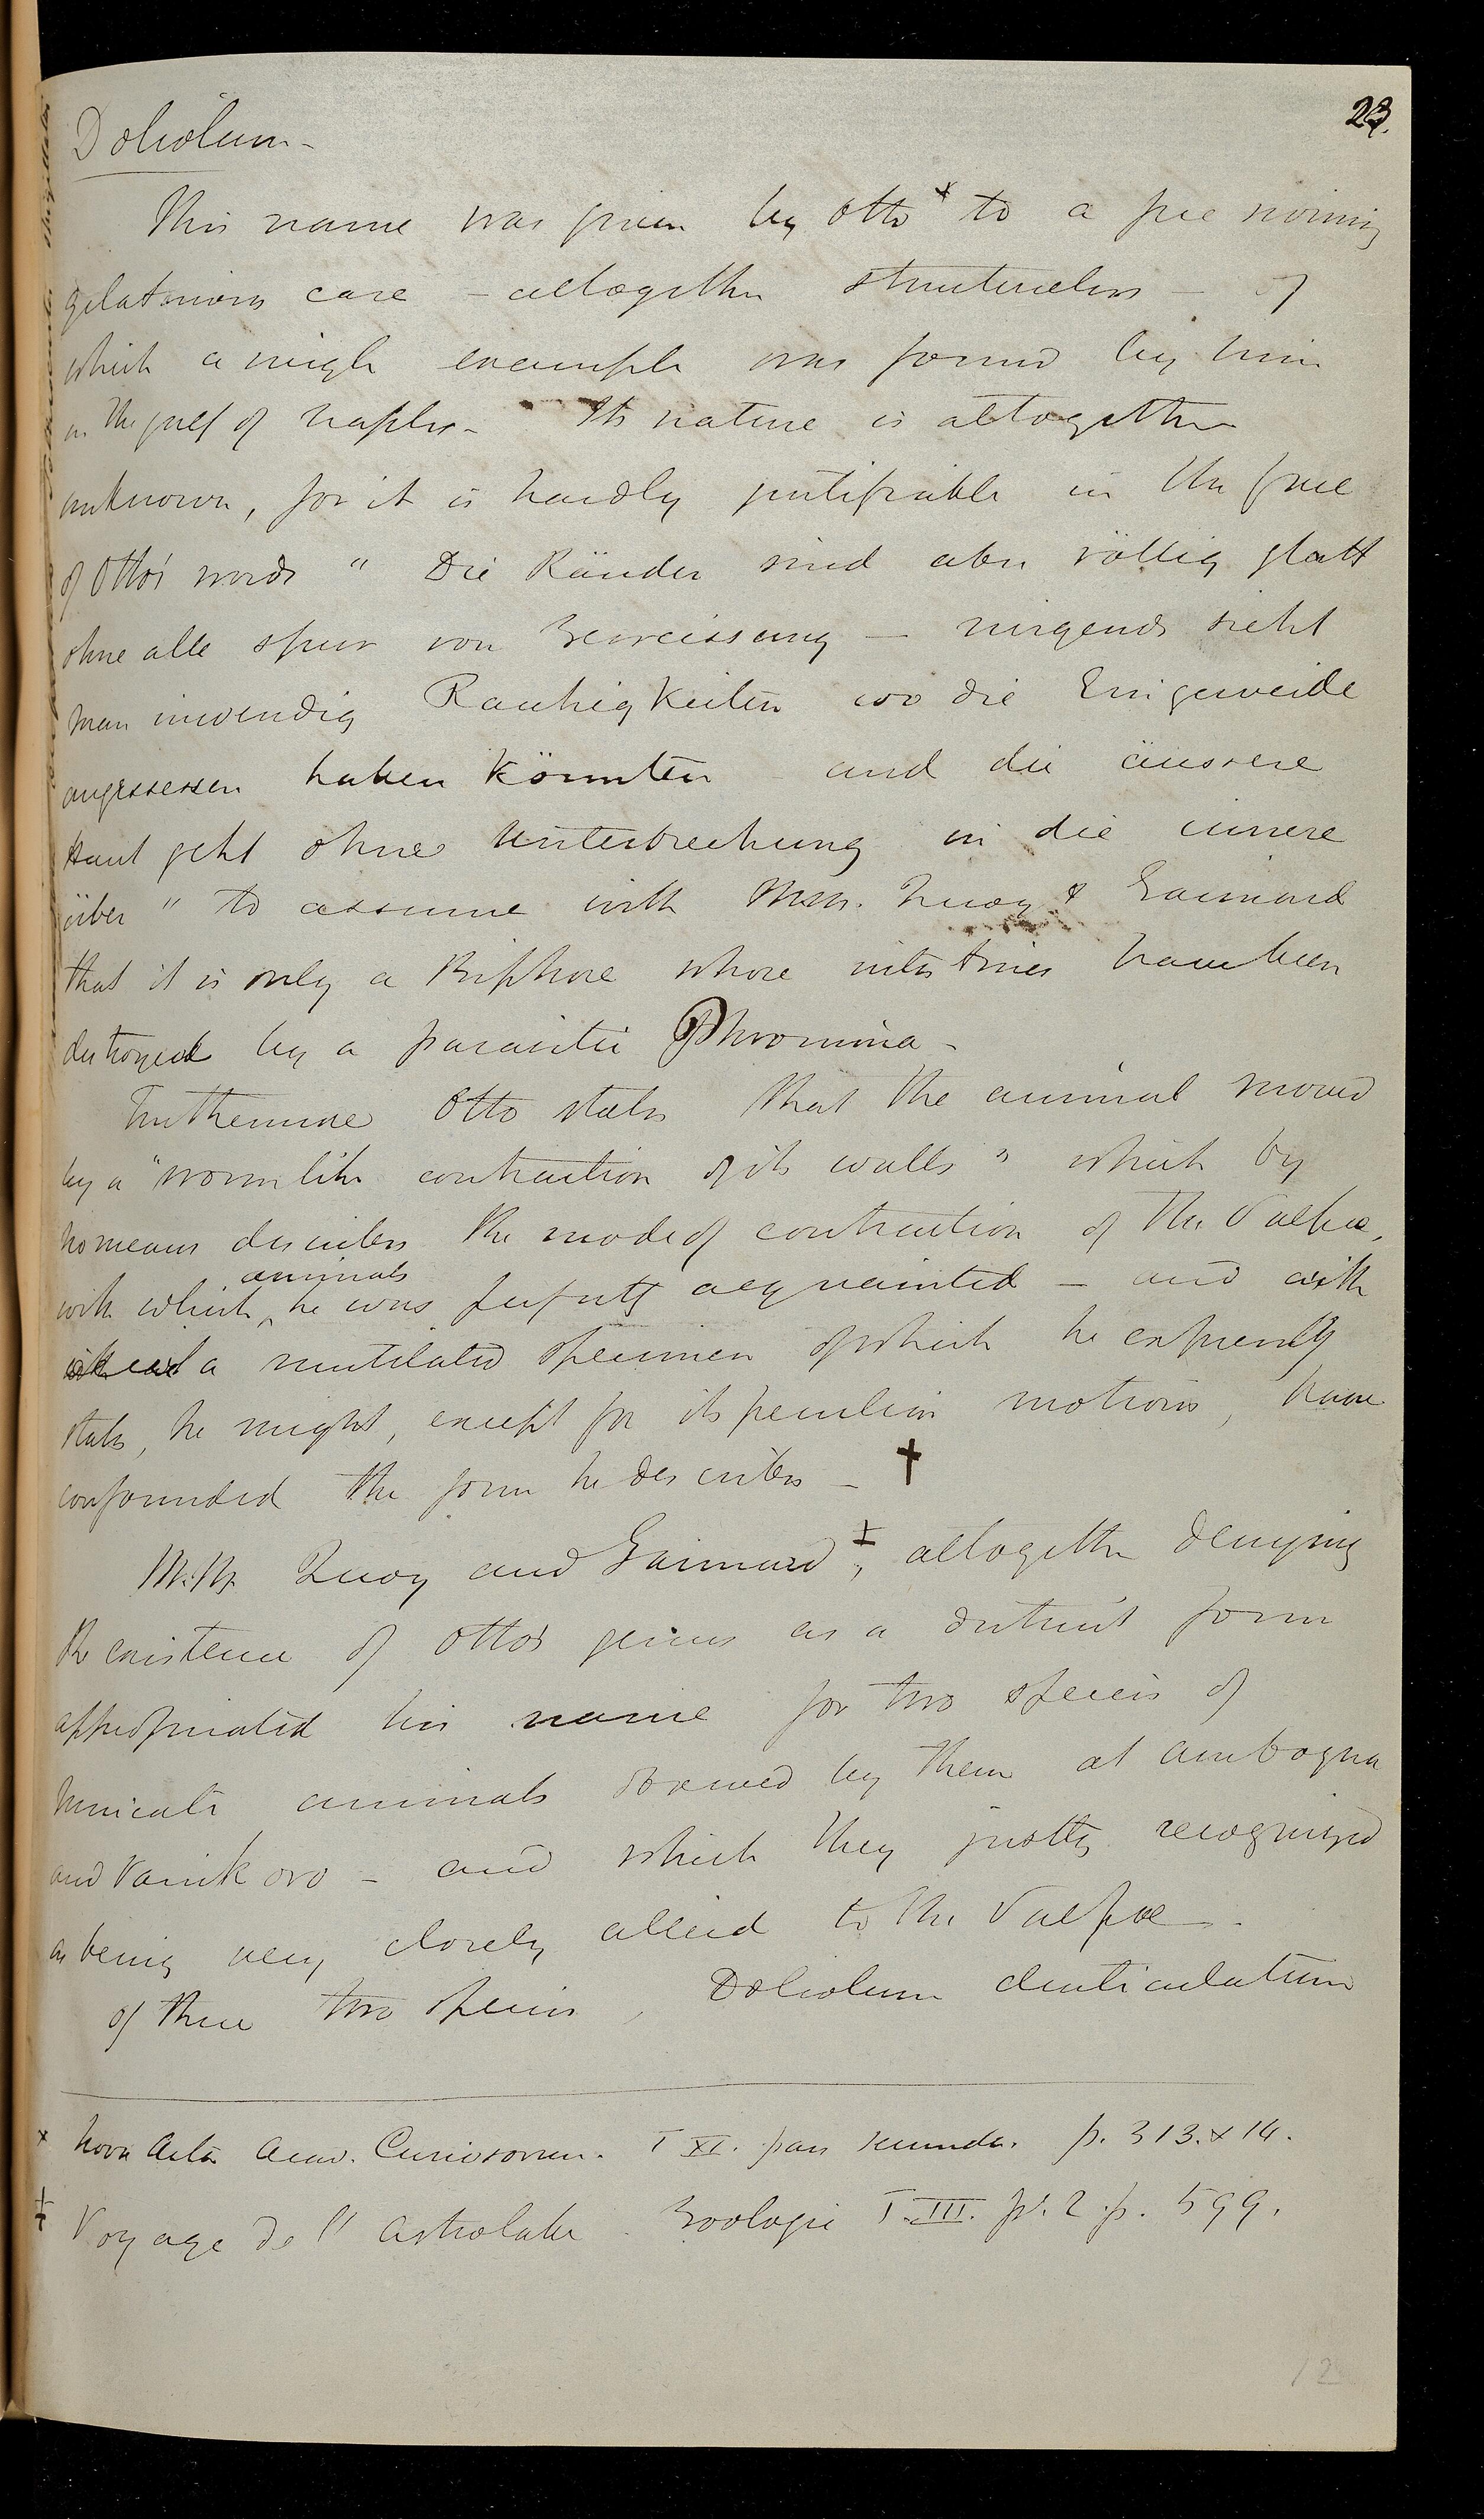 23.
Doliolum -
This name was given by Otto x to a free swimming
gelatinous case - altogether structureless - of
which a single example was found by him
in the gulf of Naples - Its nature is altogether
unknown, for it is hardly justifiable in the face
of Otto's words " Die Ränder sind aber völlig glatt
ohne alle spur von Zerreissung - nirgends sieht
man inwendig Rauhigkeiten wo die Eingeweide
angesessen haben könnten - und die äussere
Haut geht ohne Unterbrechung in die innere
über " to assume with MM. Quoy & Gaimard
that it is only a Biphore whose intestines have been
destroyed by a parasitic Phronima -
Furthermore Otto states that the animal moved
by a "wormlike contraction of its walls" which by
no means describes the mode of contraction of the Salpæ,
animals
with which, he was perfectly acquainted - and with
a mutilated specimen of which he expressly
states, he might, except for its peculiar motions, have
confounded the form he describes - †
M.M. Quoy and Gaimard ‡, altogether denying
the existence of Otto's genus as a distinct form
appropriated his name for two species of
tunicate animals observed by them at Amboyna
and Vanikoro - and which they justly recognized
as being very closely allied to the Salpæ -
of these two species, Doliolum denticulatum
x Nova Acta Acad. Curiosorum. T XI. pars secunda. p. 313. & 14.
‡ Voyage de l'Astrolabe. Zoologie T. III. pt. 2 p. 599.
12